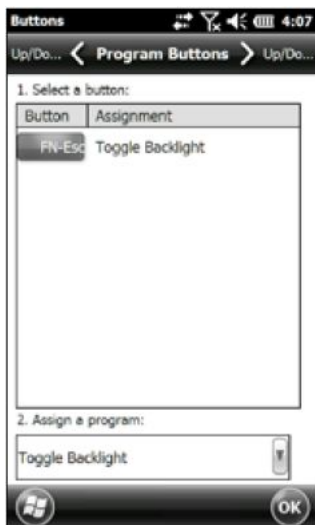 Buttons 4:07
Up/Do... Program Buttons Up/Do...
1. Select a button:
Button Assignment
FN-Esc Toggle Backlight
2. Assign a program:
Toggle Backlight
OK